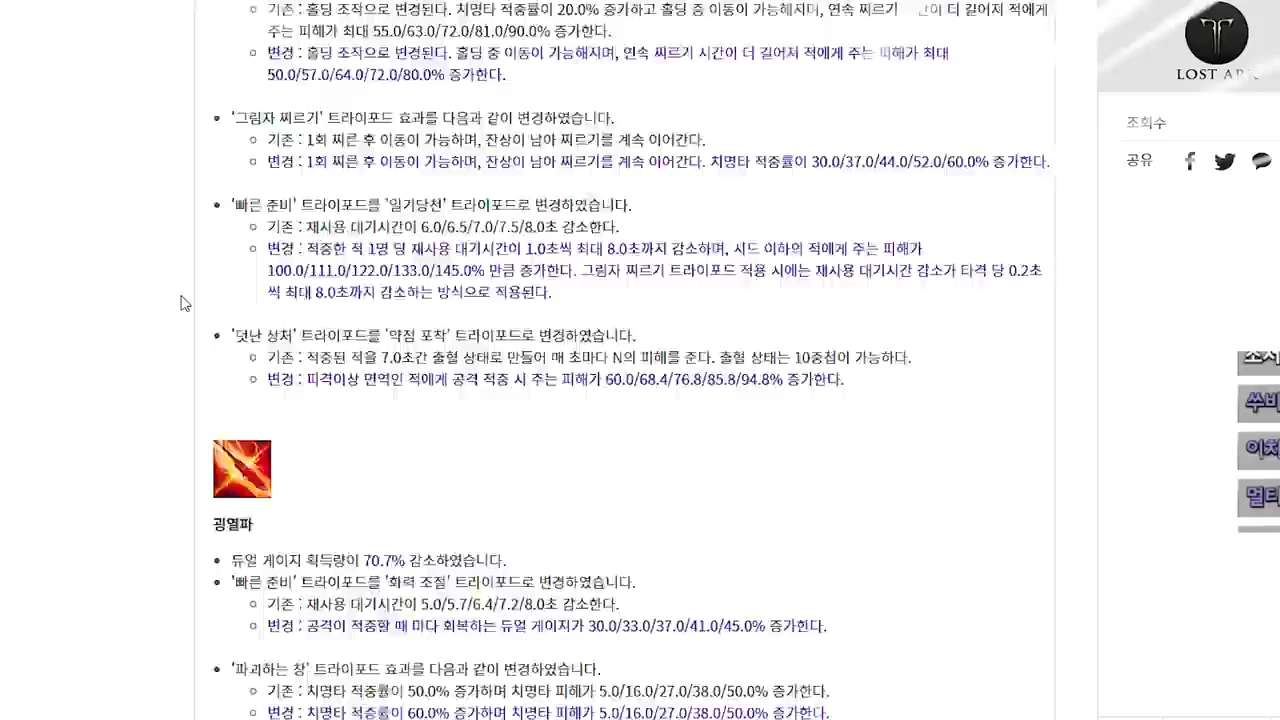 기존 : 홀딩 조작으로 변경된다. 치명타 적중률이 20.0% 증가하고 홀딩 중 이동이 가능해지며, 연속 찌르기 더 길어져 적에게
주는 피해가 최대 55.0/63.0/72.0/81.0/90.0% 증가한다.
변경 : 홀딩 조작으로 변경된다. 홀딩 중 이동이 가능해지며, 연속 찌르기 시간이 더 길어져 적에게 주는 피해가 최대
50.0/57.0/64.0/72.0/80.0% 증가한다.
'그림자 찌르기' 트라이포드 효과를 다음과 같이 변경하였습니다.
기존 : 1회 찌른 후 이동이 가능하며, 잔상이 남아 찌르기를 계속 이어간다.
변경 : 1회 찌른 후 이동이 가능하며, 잔상이 남아 찌르기를 계속 이어간다. 치명타 적중률이 30.0/37.0/44.0/52.0/60.0% 증가한다.
'빠른 준비' 트라이포드를 '일기당천' 트라이포드로 변경하였습니다.
기존 : 재사용 대기시간이 6.0/6.5/7.0/7.5/8.0초 감소한다.
변경 : 적중한 적 1명 당 재사용 대기시간이 1.0초씩 최대 8.0초까지 감소하며, 시드 이하의 적에게 주는 피해가
100.0/111.0/122.0/133.0/145.0% 만큼 증가한다. 그림자 찌르기 트라이포드 적용 시에는 재사용 대기시간 감소가 타격 당 0.2초
씩 최대 8.0초까지 감소하는 방식으로 적용된다.
'덧난 상처' 트라이포드를 '약점 포착' 트라이포드로 변경하였습니다.
기존 : 적중된 적을 7.0초간 출혈 상태로 만들어 매 초마다 N의 피해를 준다. 출혈 상태는 10중첩이 가능하다.
변경 : 피격이상 면역인 적에게 공격 적중 시 주는 피해가 60.0/68.4/76.8/85.8/94.8% 증가한다.
굉열파
듀얼 게이지 획득량이 70.7% 감소하였습니다.
'빠른 준비' 트라이포드를 '화력 조절' 트라이포드로 변경하였습니다.
기존 : 재사용 대기시간이 5.0/5.7/6.4/7.2/8.0초 감소한다.
변경 : 공격이 적중할 때 마다 회복하는 듀얼 게이지가 30.0/33.0/37.0/41.0/45.0% 증가한다.
'파괴하는 창' 트라이포드 효과를 다음과 같이 변경하였습니다.
기존 : 치명타 적중률이 50.0% 증가하며 치명타 피해가 5.0/16.0/27.0/38.0/50.0% 증가한다.
변경 : 치명타 적중률이 60.0% 증가하며 치명타 피해가 5.0/16.0/27.0/38.0/50.0% 증가한다.
LOST
조회수
공유